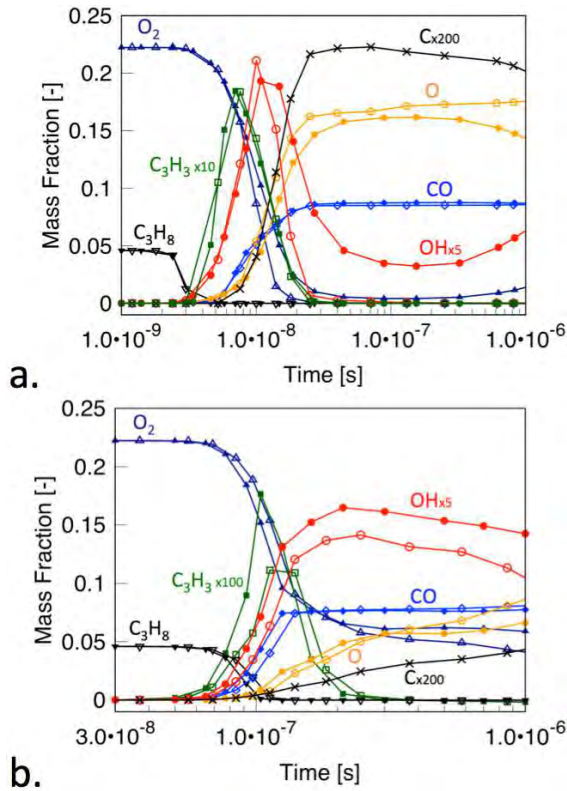 0.25
O₂
Cx200
0.2
O
0.15
C₃H₃ x10
0.1
CO
C₃H₈
0.05
OHx5
0
1.0•10⁻⁹
1.0•10⁻⁸
1.0•10⁻⁷
1.0•10⁻⁶
Mass Fraction [-]
Time [s]
a.
0.25
O₂
0.2
OHx5
0.15
C₃H₃ x100
0.1
CO
C₃H₈
0.05
O
Cx200
0
3.0•10⁻⁸
1.0•10⁻⁷
1.0•10⁻⁶
Mass Fraction [-]
Time [s]
b.